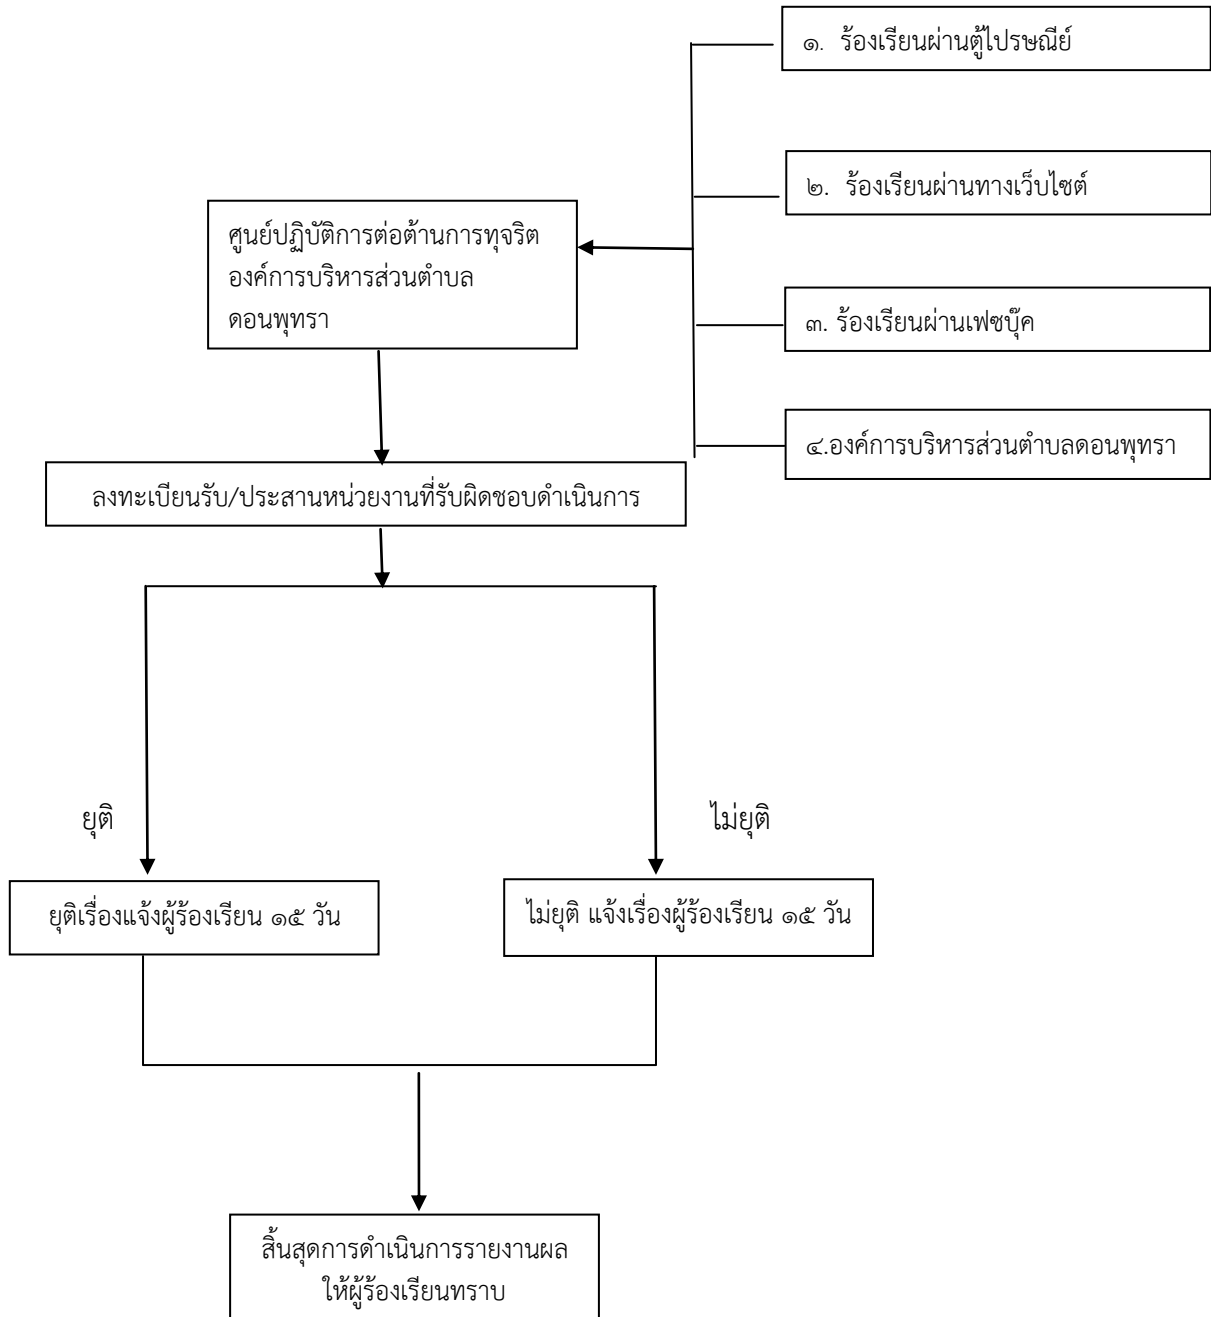 ๑. ร้องเรียนผ่านตู้ไปรษณีย์
๒. ร้องเรียนผ่านทางเว็บไซต์
ศูนย์ปฏิบัติการต่อต้านการทุจริต
องค์การบริหารส่วนตำบล
ดอนพุทรา
๓. ร้องเรียนผ่านเฟซบุ๊ค
๔.องค์การบริหารส่วนตำบลดอนพุทรา
ลงทะเบียนรับ/ประสานหน่วยงานที่รับผิดชอบดำเนินการ
ยุติ
ไม่ยุติ
ยุติเรื่องแจ้งผู้ร้องเรียน ๑๕ วัน
ไม่ยุติ แจ้งเรื่องผู้ร้องเรียน ๑๕ วัน
สิ้นสุดการดำเนินการรายงานผล
ให้ผู้ร้องเรียนทราบ